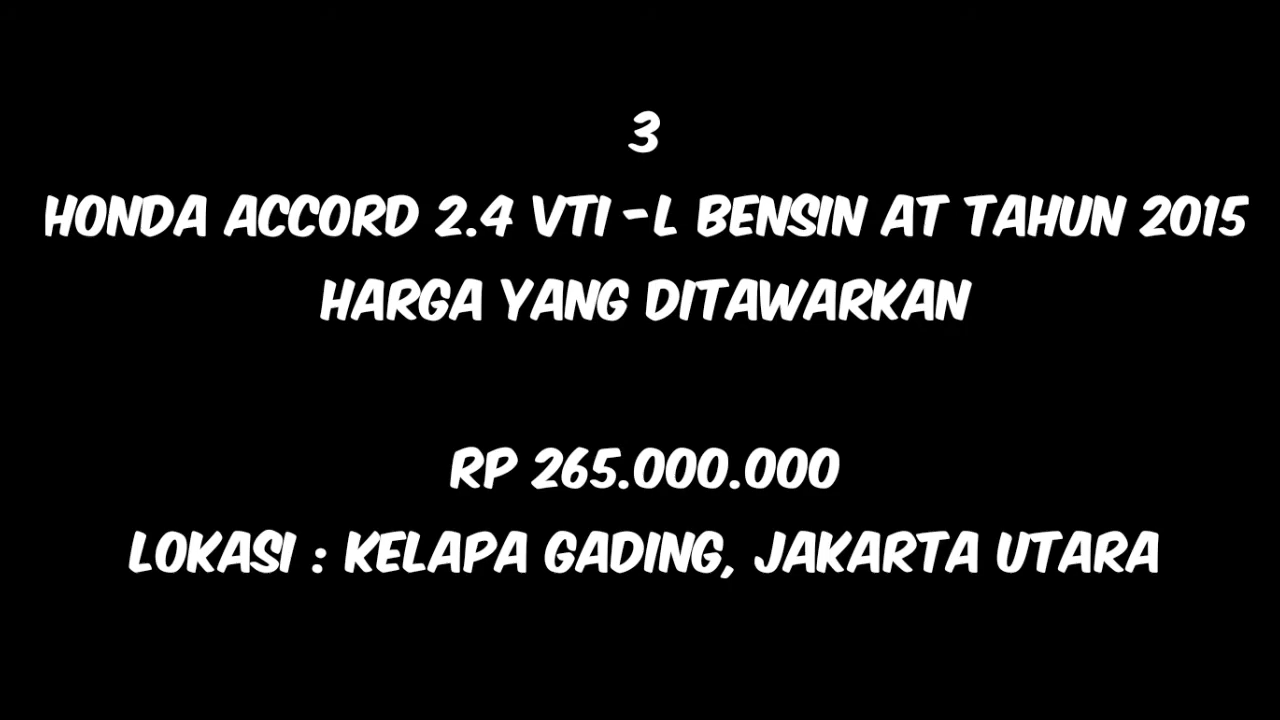 3
HONDA ACCORD 2.4 VTI -L BENSIN AT TAHUN 2015
HARGA YANG DITAWARKAN
RP 265.000.000
LOKASI : KELAPA GADING, JAKARTA UTARA